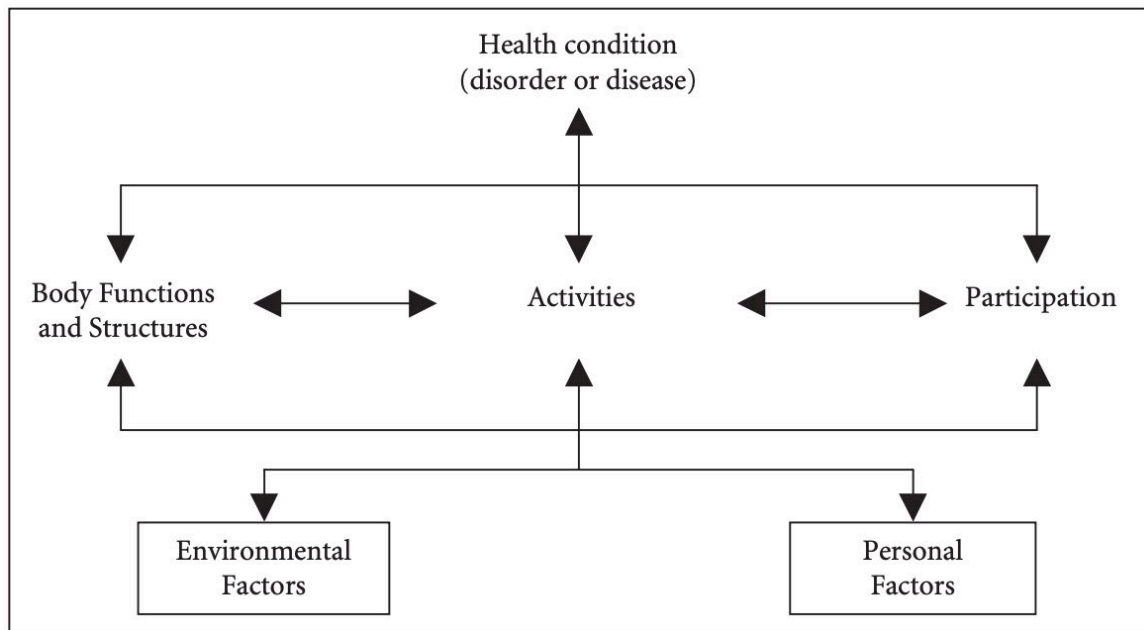 Health condition
(disorder or disease)
Body Functions
and Structures
Activities
Participation
Environmental
Factors
Personal
Factors